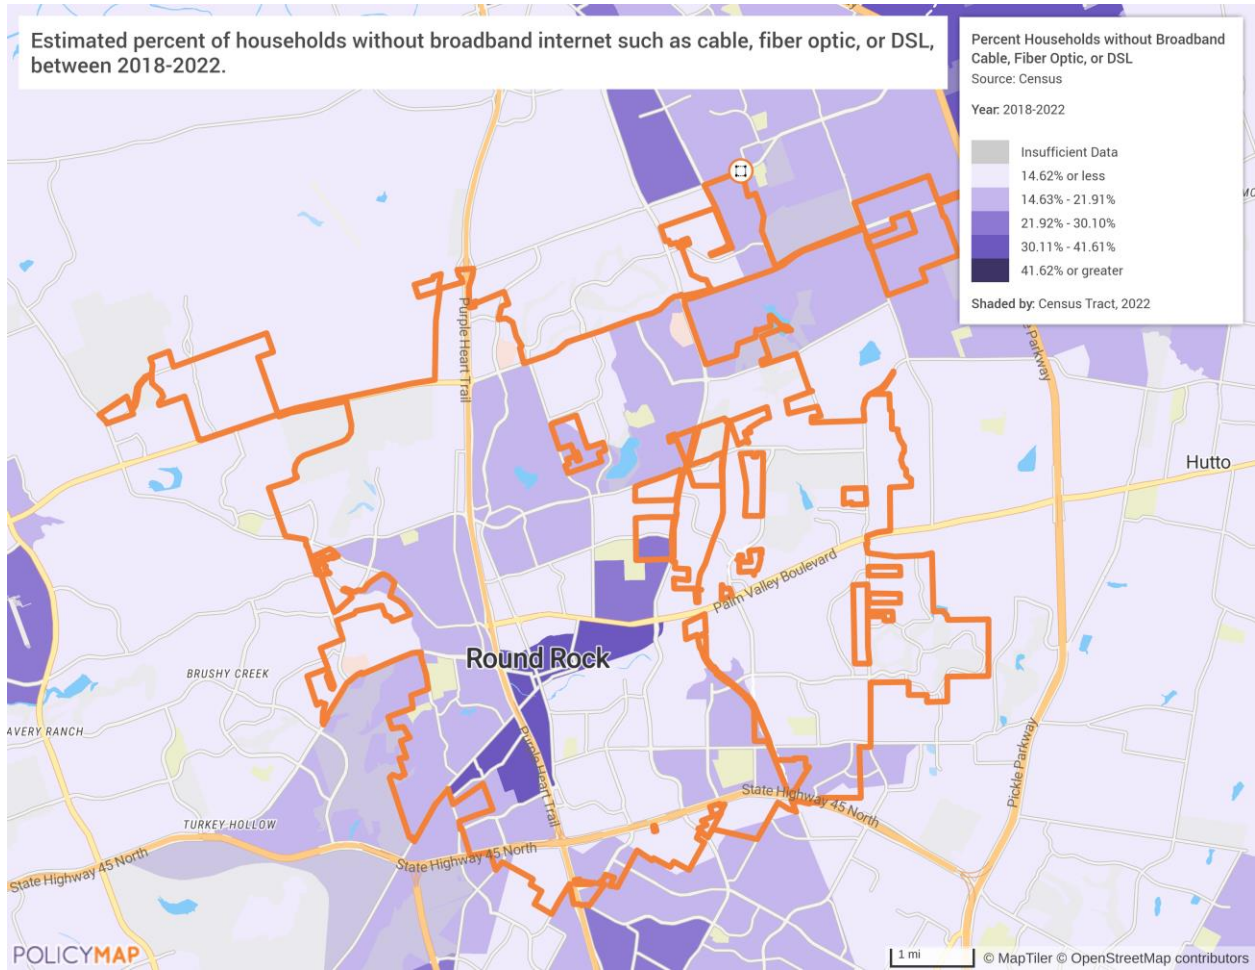 Estimated percent of households without broadband internet such as cable, fiber optic, or DSL,
between 2018-2022.
Percent Households without Broadband
Cable, Fiber Optic, or DSL
Source: Census
Year: 2018-2022
Insufficient Data
14.62% or less
14.63% - 21.91%
21.92% - 30.10%
30.11% - 41.61%
41.62% or greater
Shaded by: Census Tract, 2022
Purple Heart Trail
Parkway
Hutto
Palm Valley Boulevard
Round Rock
BRUSHY CREEK
AVERY RANCH
Purple Heart Trail
Pickle Parkway
State Highway 45 North
TURKEY HOLLOW
State Highway 45 North
State Highway 45 North
POLICYMAP
1 mi
© MapTiler © OpenStreetMap contributors